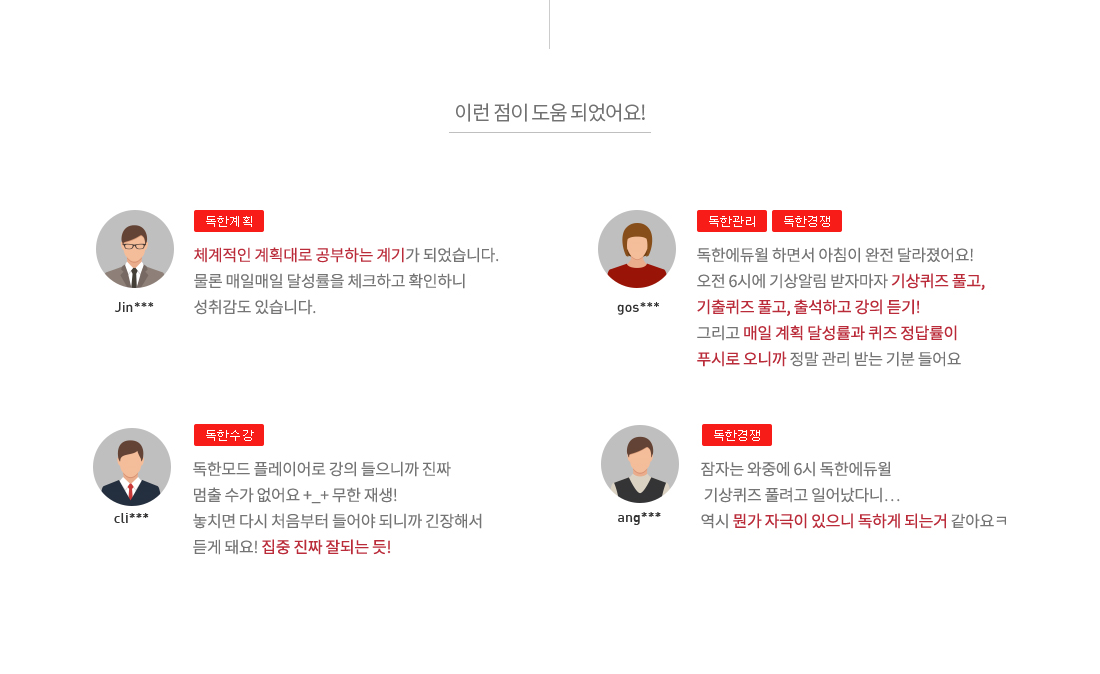 이런 점이 도움 되었어요!
독한계획
체계적인 계획대로 공부하는 계기가 되었습니다.
물론 매일매일 달성률을 체크하고 확인하니
성취감도 있습니다.
Jin***
독한관리 독한경쟁
독한에듀윌 하면서 아침이 완전 달라졌어요!
오전 6시에 기상알림 받자마자 기상퀴즈 풀고,
기출퀴즈 풀고, 출석하고 강의 듣기!
그리고 매일 계획 달성률과 퀴즈 정답률이
푸시로 오니까 정말 관리 받는 기분 들어요
gos***
독한수강
독한모드 플레이어로 강의 들으니까 진짜
멈출 수가 없어요 +_+ 무한 재생!
놓치면 다시 처음부터 들어야 되니까 긴장해서
듣게 돼요! 집중 진짜 잘되는 듯!
cli***
독한경쟁
잠자는 와중에 6시 독한에듀윌
기상퀴즈 풀려고 일어났다니...
역시 뭔가 자극이 있으니 독하게 되는거 같아요ㅋ
ang***